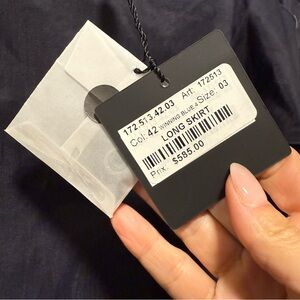 172.513.42.03 Art: 172513
Col: 42 WINNING BLUE Size: 03
LONG SKIRT
Prix: $585.00